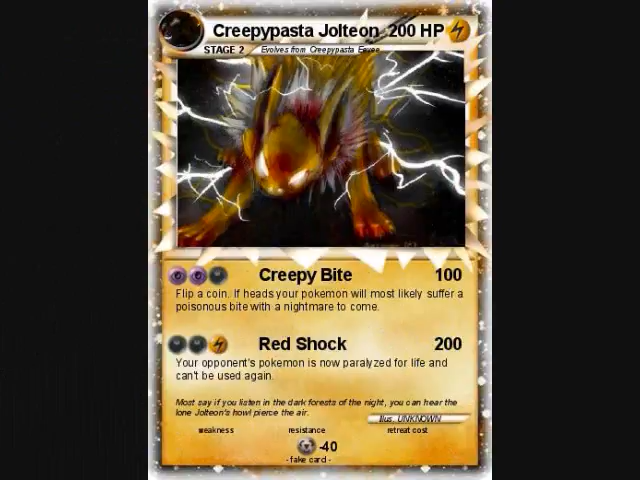 Creepypasta Jolteon 200 HP
STAGE 2 Evolves from Creepypasta Eevee
Creepy Bite 100
Flip a coin. If heads your pokemon will most likely suffer a
poisonous bite with a nightmare to come.
Red Shock 200
Your opponent's pokemon is now paralyzed for life and
can't be used again.
Most say if you listen in the dark forests of the night, you can hear the
lone Jolteon's howl pierce the air.
Illus. UNKNOWN
weakness resistance retreat cost
-40
- fake card -